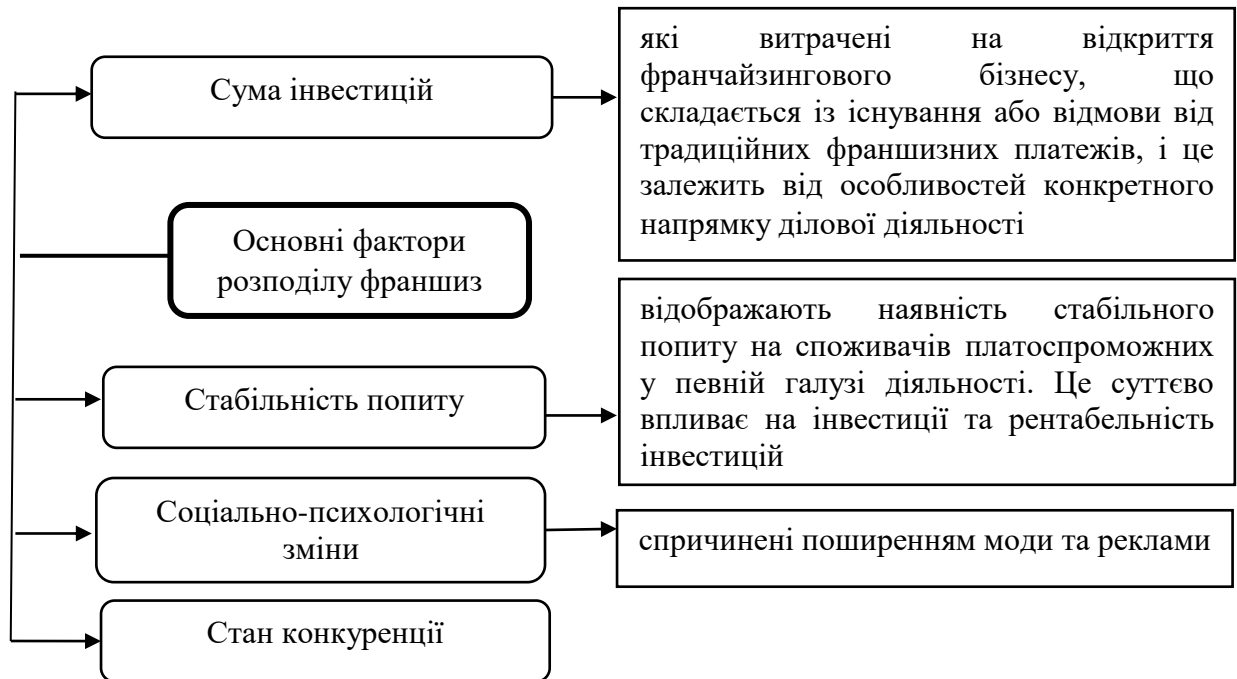 Сума інвестицій
які витрачені на відкриття
франчайзингового бізнесу, що
складається із існування або відмови від
традиційних франшизних платежів, і це
залежить від особливостей конкретного
напрямку ділової діяльності
Основні фактори
розподілу франшиз
Стабільність попиту
відображають наявність стабільного
попиту на споживачів платоспроможних
у певній галузі діяльності. Це суттєво
впливає на інвестиції та рентабельність
інвестицій
Соціально-психологічні
зміни
спричинені поширенням моди та реклами
Стан конкуренції